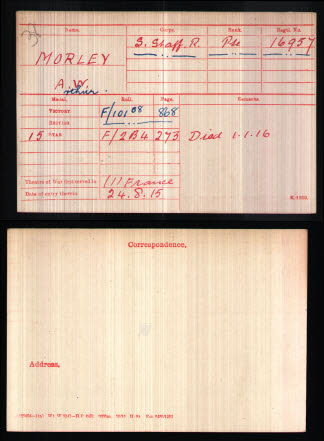 Name. Corps. Rank. Regtl. No.
MORLEY S. Staff. R. Pte 16957
A.W.
Arthur.
Medal. Roll. Page. Remarks.
VICTORY F/101 08 868
BRITISH
15 STAR F/2B4 273 Died 1.1.16
Theatre of War first served in (1) France
Date of entry therein 24.8.15
K.1380.
Correspondence.
Address.